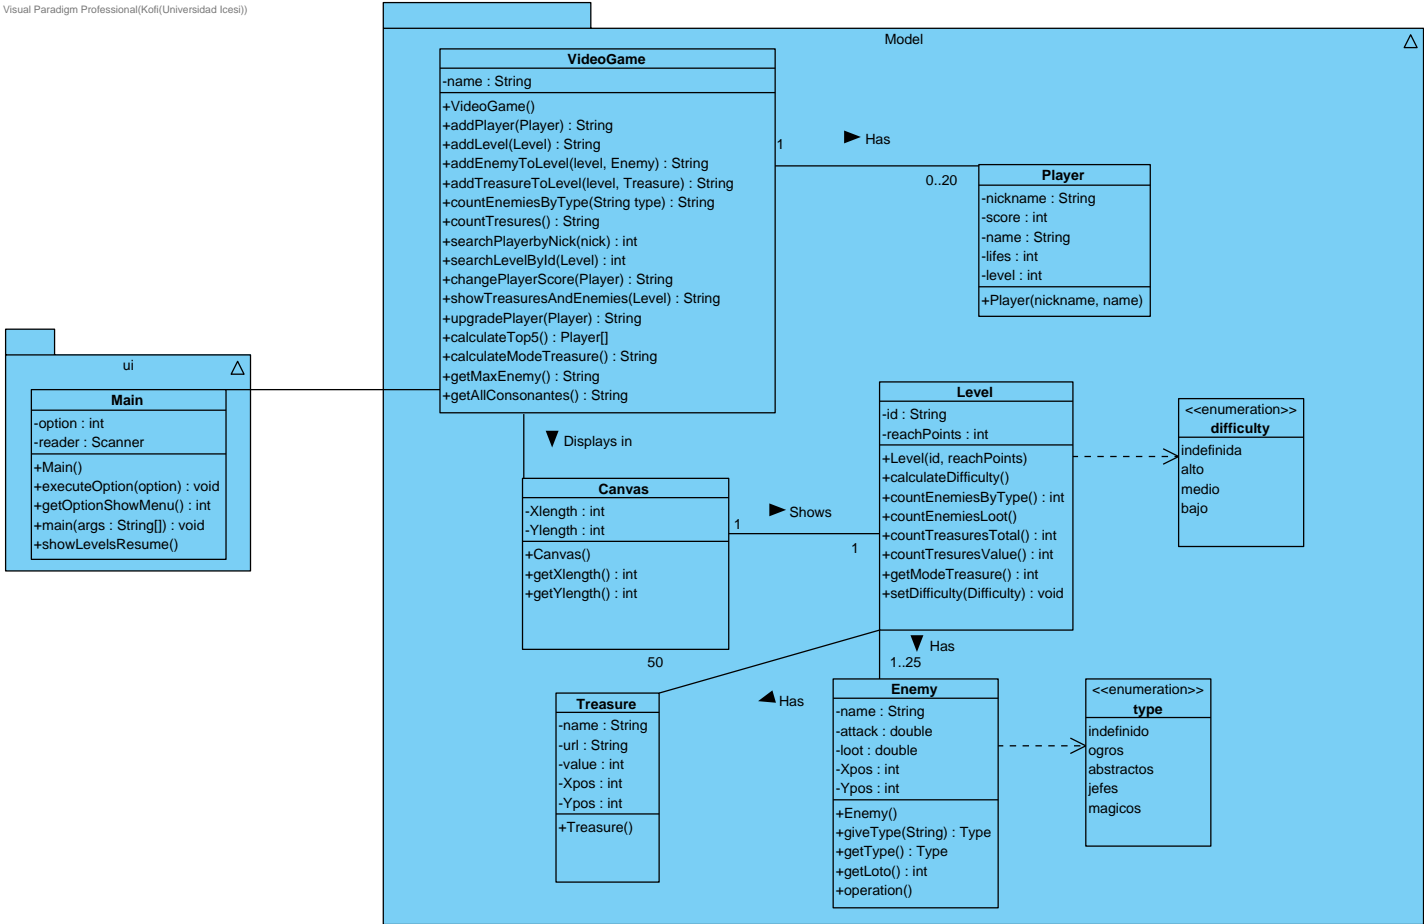 Visual Paradigm Professional(Kofi(Universidad Icesi))
Model
VideoGame
-name : String
+VideoGame()
+addPlayer(Player) : String
+addLevel(Level) : String
+addEnemyToLevel(level, Enemy) : String
+addTreasureToLevel(level, Treasure) : String
+countEnemiesByType(String type) : String
+countTresures() : String
+searchPlayerbyNick(nick) : int
+searchLevelById(Level) : int
+changePlayerScore(Player) : String
+showTreasuresAndEnemies(Level) : String
+upgradePlayer(Player) : String
+calculateTop5() : Player[]
+calculateModeTreasure() : String
+getMaxEnemy() : String
+getAllConsonantes() : String
1
Has
0..20
Player
-nickname : String
-score : int
-name : String
-lifes : int
-level : int
+Player(nickname, name)
ui
Main
-option : int
-reader : Scanner
+Main()
+executeOption(option) : void
+getOptionShowMenu() : int
+main(args : String[]) : void
+showLevelsResume()
Displays in
Canvas
-Xlength : int
-Ylength : int
+Canvas()
+getXlength() : int
+getYlength() : int
1
Shows
1
Level
-id : String
-reachPoints : int
+Level(id, reachPoints)
+calculateDifficulty()
+countEnemiesByType() : int
+countEnemiesLoot()
+countTreasuresTotal() : int
+countTresuresValue() : int
+getModeTreasure() : int
+setDifficulty(Difficulty) : void
<<enumeration>>
difficulty
indefinida
alto
medio
bajo
50
Has
Has
1..25
Treasure
-name : String
-url : String
-value : int
-Xpos : int
-Ypos : int
+Treasure()
Enemy
-name : String
-attack : double
-loot : double
-Xpos : int
-Ypos : int
+Enemy()
+giveType(String) : Type
+getType() : Type
+getLoto() : int
+operation()
<<enumeration>>
type
indefinido
ogros
abstractos
jefes
magicos